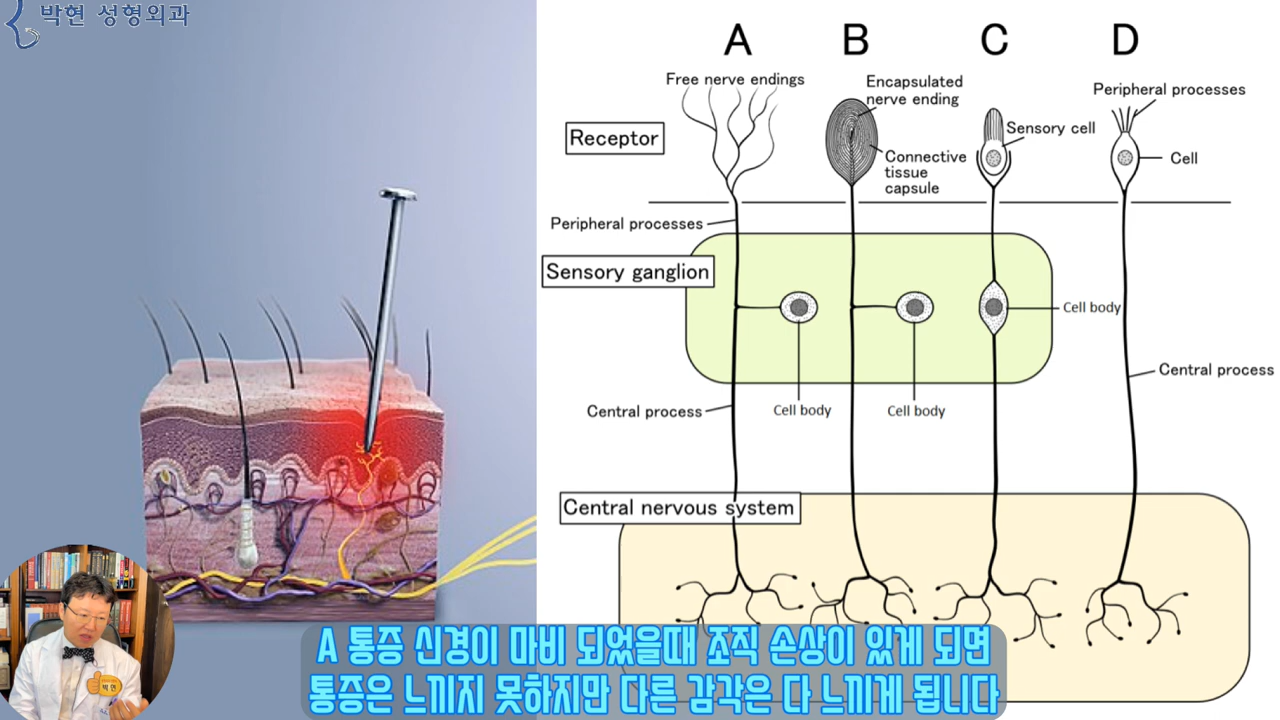 박현 성형외과
A
B
C
D
Free nerve endings
Encapsulated
nerve ending
Peripheral processes
Receptor
Sensory cell
Connective
tissue
capsule
Cell
Peripheral processes
Sensory ganglion
Cell body
Central process
Central process
Cell body
Cell body
Central nervous system
박현
A 통증 신경이 마비 되었을때 조직 손상이 있게 되면
통증은 느끼지 못하지만 다른 감각은 다 느끼게 됩니다